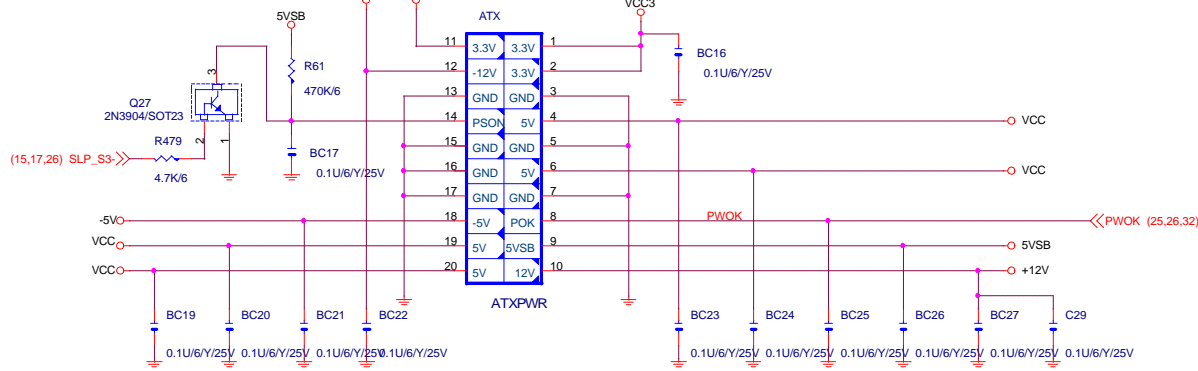 VCC3
5VSB
ATX
11 3.3V 3.3V 1
BC16
R61
0.1U/6/Y/25V
12 -12V 3.3V 2
3
470K/6
13 GND GND 3
Q27
2N3904/SOT23
14 PSON 5V 4 VCC
R479
2
1
15 GND GND 5
BC17
(15,17,26) SLP_S3-
0.1U/6/Y/25V
16 GND 5V 6 VCC
4.7K/6
17 GND GND 7
-5V 18 -5V POK 8 PWOK PWOK (25,26,32)
VCC 19 5V 5VSB 9 5VSB
VCC 20 5V 12V 10 +12V
ATXPWR
BC19 BC20 BC21 BC22 BC23 BC24 BC25 BC26 BC27 C29
0.1U/6/Y/25V 0.1U/6/Y/25V 0.1U/6/Y/25V 0.1U/6/Y/25V 0.1U/6/Y/25V 0.1U/6/Y/25V 0.1U/6/Y/25V 0.1U/6/Y/25V 0.1U/6/Y/25V 0.1U/6/Y/25V